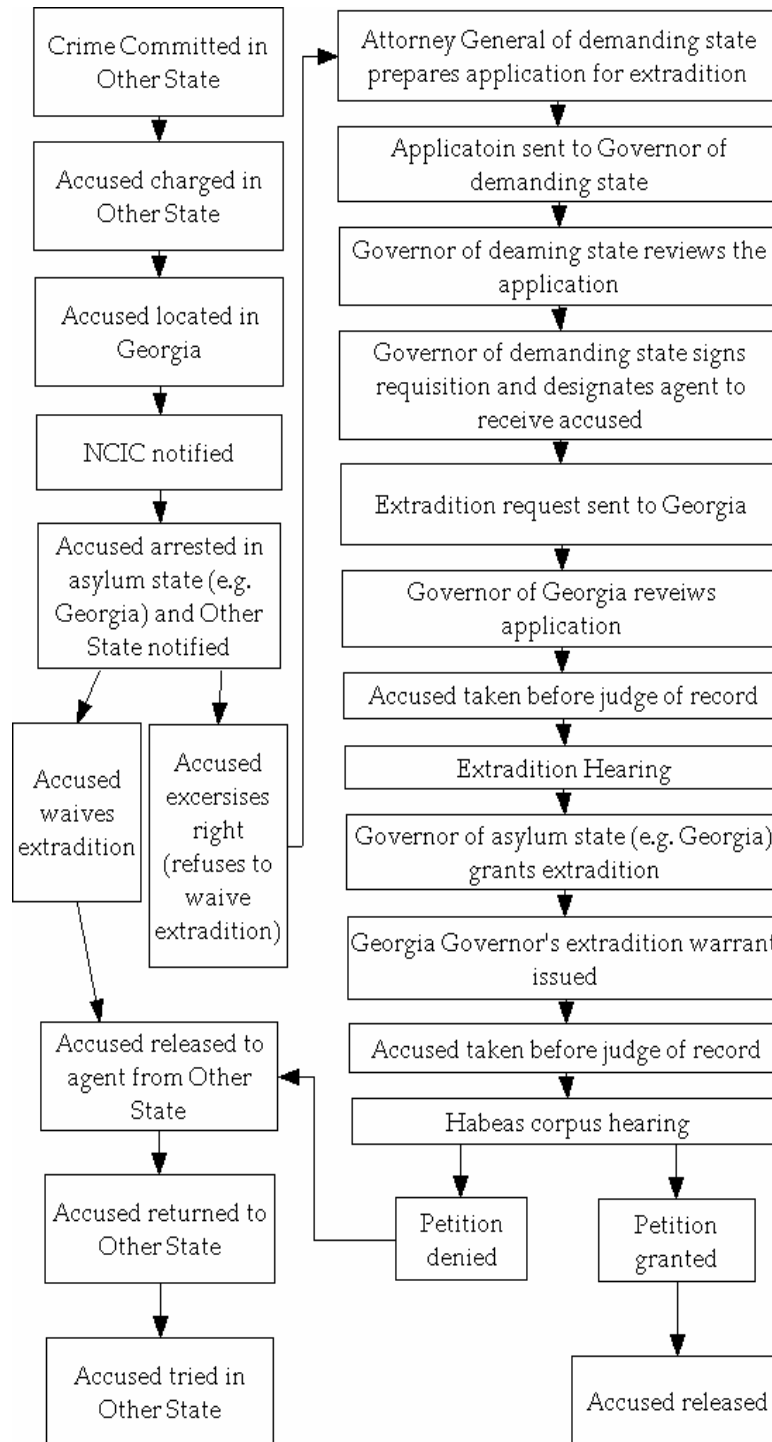 Crime Committed in
Other State
Accused charged in
Other State
Accused located in
Georgia
NCIC notified
Accused arrested in
asylum state (e.g.
Georgia) and Other
State notified
Accused
waives
extradition
Accused
excersises
right
(refuses to
waive
extradition)
Accused released to
agent from Other
State
Accused returned to
Other State
Accused tried in
Other State
Attorney General of demanding state
prepares application for extradition
Applicatoin sent to Governor of
demanding state
Governor of deaming state reviews the
application
Governor of demanding state signs
requisition and designates agent to
receive accused
Extradition request sent to Georgia
Governor of Georgia reveiws
application
Accused taken before judge of record
Extradition Hearing
Governor of asylum state (e.g. Georgia)
grants extradition
Georgia Governor's extradition warrant
issued
Accused taken before judge of record
Habeas corpus hearing
Petition
denied
Petition
granted
Accused released